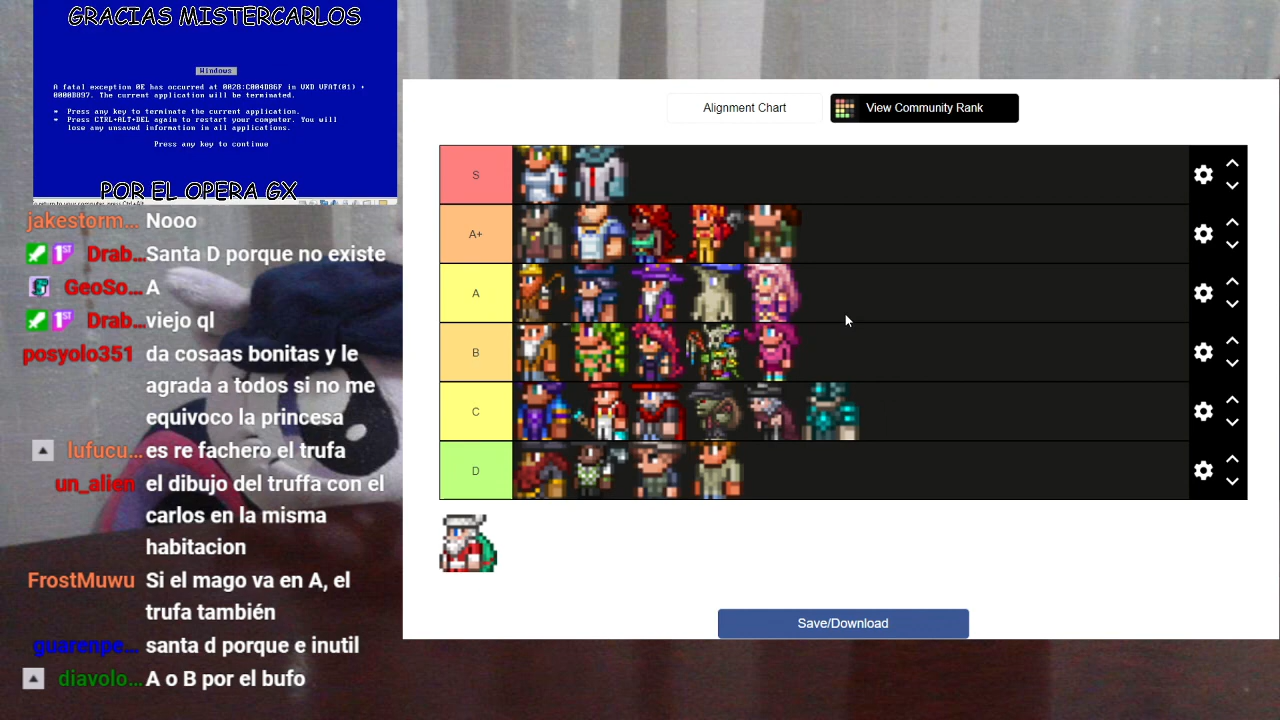 GRACIAS MISTERCARLOS
Windows
A fatal exception 0E has occurred at 0028:C004D86F in VXD VFAT(01) +
0000B897. The current application will be terminated.
* Press any key to terminate the current application.
* Press CTRL+ALT+DEL again to restart your computer. You will
lose any unsaved information in all applications.
Press any key to continue
POR EL OPERA GX
jakestorm... Nooo
1ST Drab... Santa D porque no existe
GeoSo... A
1ST Drab... viejo ql
posyolo351 da cosaas bonitas y le
agrada a todos si no me
equivoco la princesa
lufucu... es re fachero el trufa
un_alien el dibujo del truffa con el
carlos en la misma
habitacion
FrostMuwu Si el mago va en A, el
trufa también
guarenpe... santa d porque e inutil
diavolo... A o B por el bufo
Alignment Chart
View Community Rank
S
A+
A
B
C
D
Save/Download